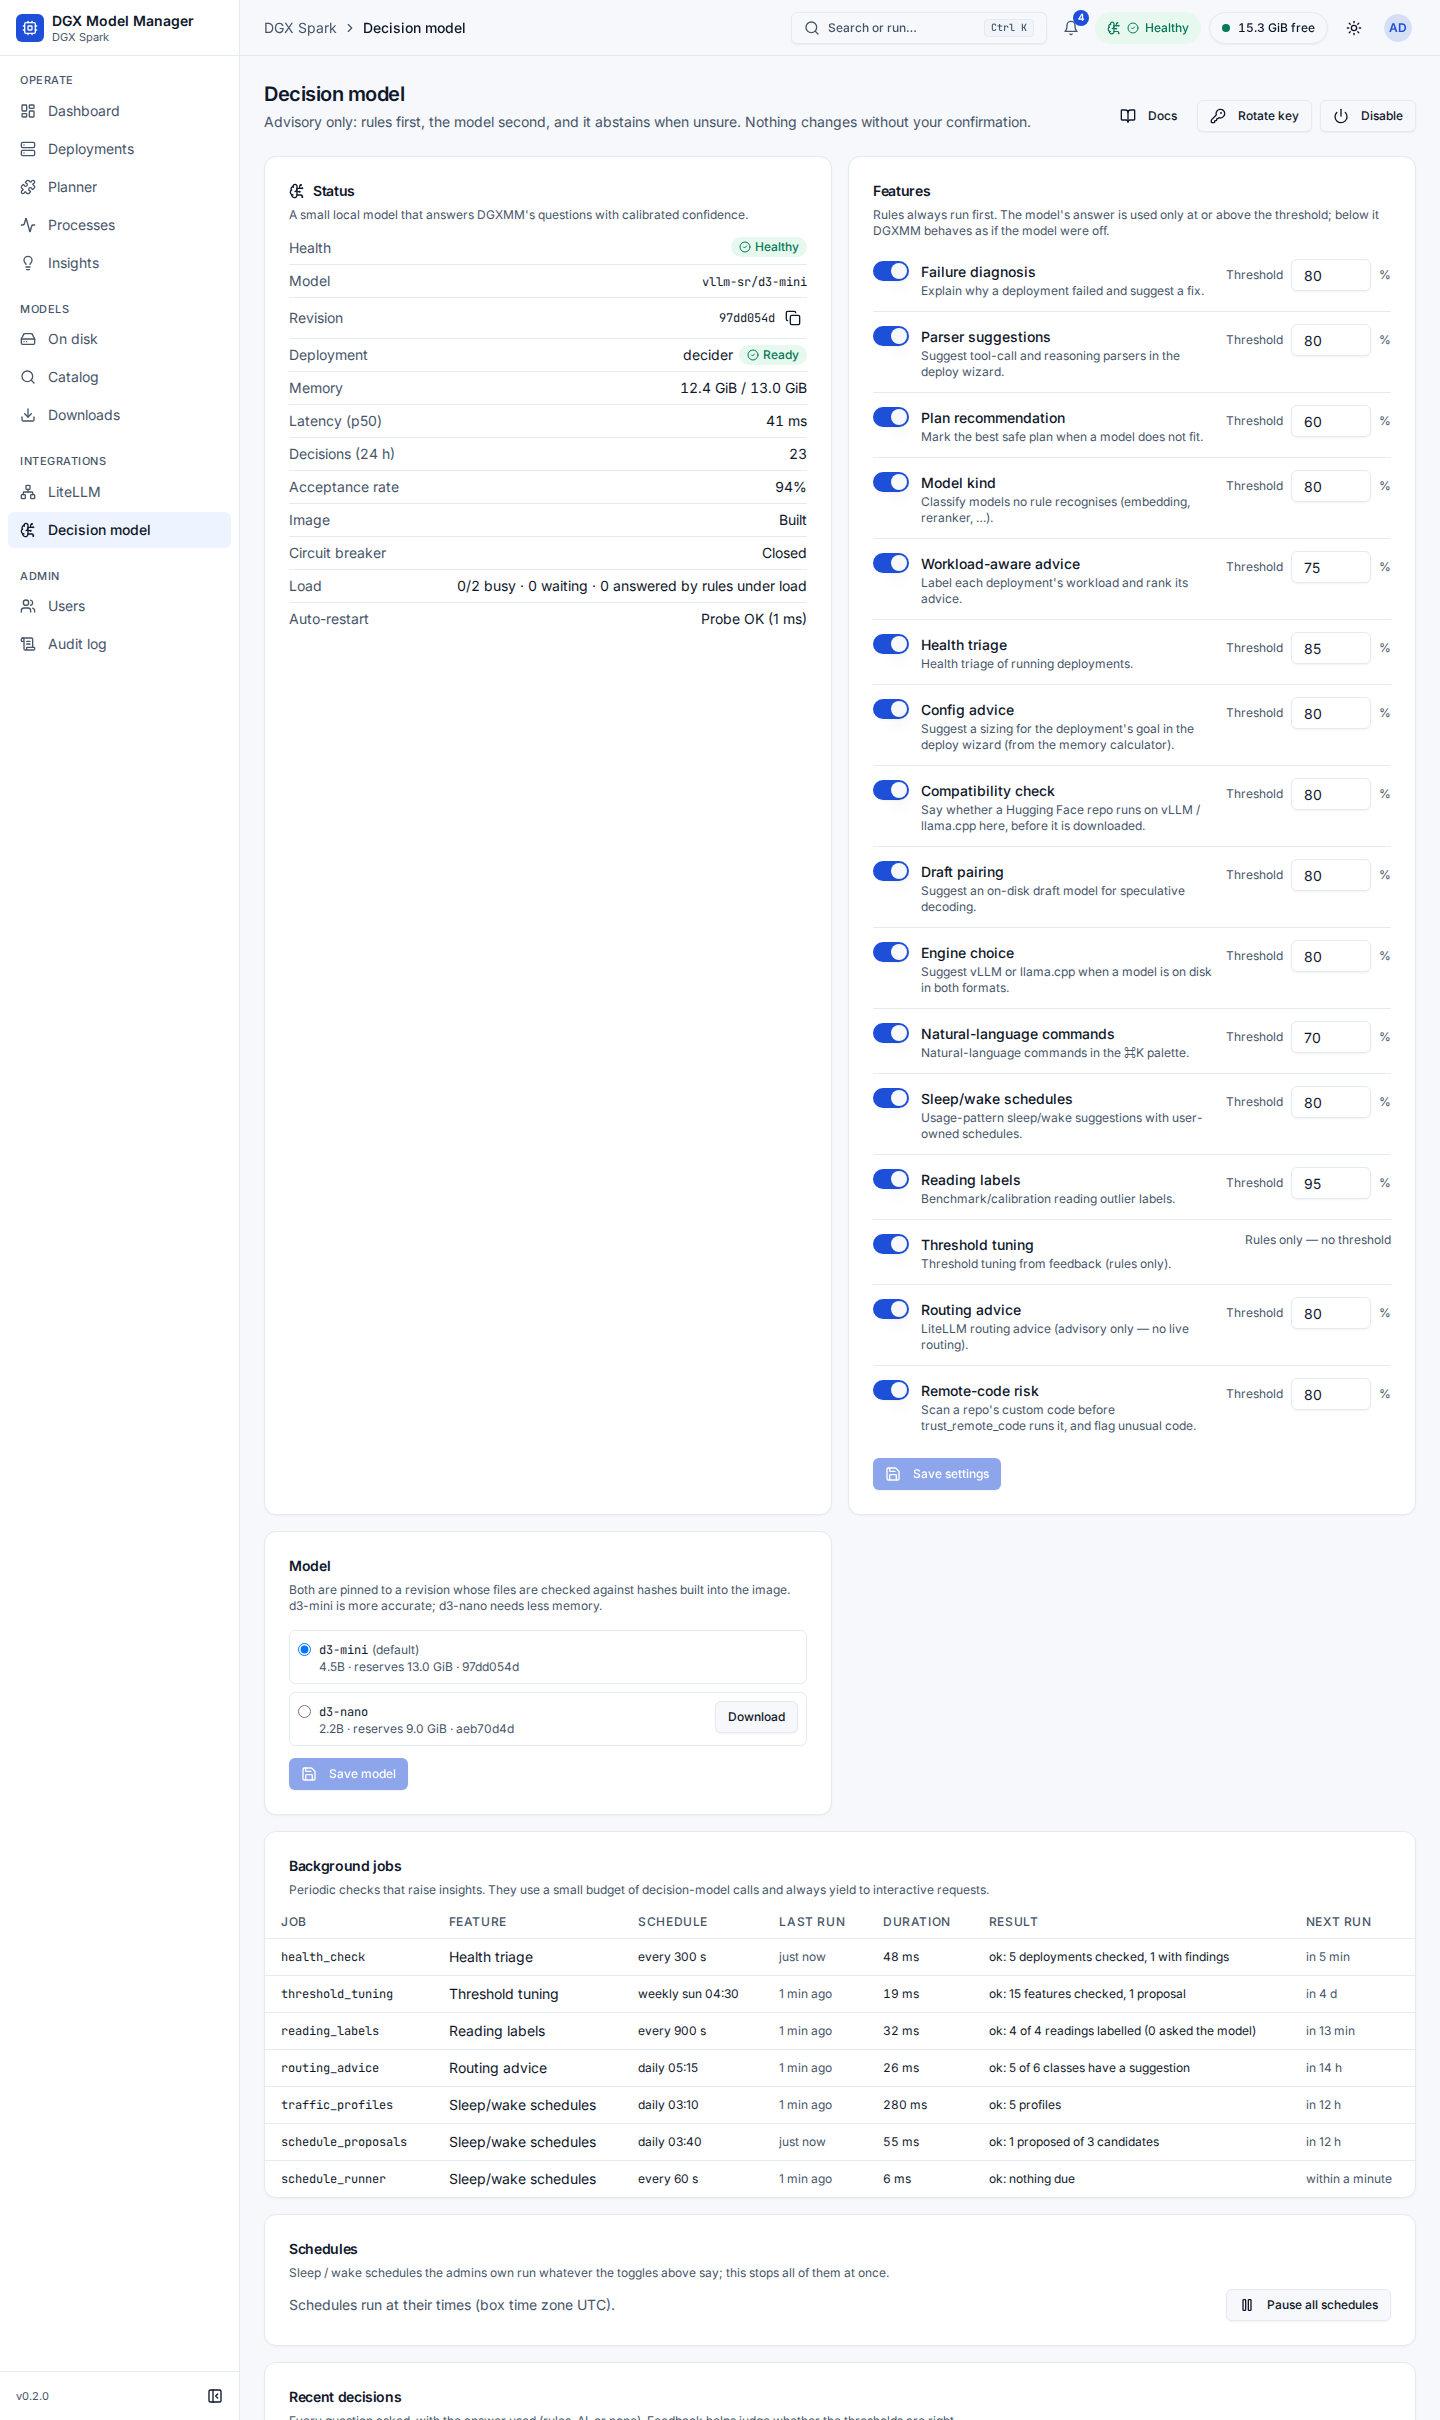 DGX Model Manager
DGX Spark
OPERATE
Dashboard
Deployments
Planner
Processes
Insights
MODELS
On disk
Catalog
Downloads
INTEGRATIONS
LiteLLM
Decision model
ADMIN
Users
Audit log
v0.2.0
DGX Spark > Decision model
Search or run... Ctrl K
4
Healthy
15.3 GiB free
AD
Decision model
Advisory only: rules first, the model second, and it abstains when unsure. Nothing changes without your confirmation.
Docs
Rotate key
Disable
Status
A small local model that answers DGXMM's questions with calibrated confidence.
Health Healthy
Model vllm-sr/d3-mini
Revision 97dd054d
Deployment decider Ready
Memory 12.4 GiB / 13.0 GiB
Latency (p50) 41 ms
Decisions (24 h) 23
Acceptance rate 94%
Image Built
Circuit breaker Closed
Load 0/2 busy · 0 waiting · 0 answered by rules under load
Auto-restart Probe OK (1 ms)
Features
Rules always run first. The model's answer is used only at or above the threshold; below it
DGXMM behaves as if the model were off.
Failure diagnosis Threshold 80 %
Explain why a deployment failed and suggest a fix.
Parser suggestions Threshold 80 %
Suggest tool-call and reasoning parsers in the
deploy wizard.
Plan recommendation Threshold 60 %
Mark the best safe plan when a model does not fit.
Model kind Threshold 80 %
Classify models no rule recognises (embedding,
reranker, …).
Workload-aware advice Threshold 75 %
Label each deployment's workload and rank its
advice.
Health triage Threshold 85 %
Health triage of running deployments.
Config advice Threshold 80 %
Suggest a sizing for the deployment's goal in the
deploy wizard (from the memory calculator).
Compatibility check Threshold 80 %
Say whether a Hugging Face repo runs on vLLM /
llama.cpp here, before it is downloaded.
Draft pairing Threshold 80 %
Suggest an on-disk draft model for speculative
decoding.
Engine choice Threshold 80 %
Suggest vLLM or llama.cpp when a model is on disk
in both formats.
Natural-language commands Threshold 70 %
Natural-language commands in the ⌘K palette.
Sleep/wake schedules Threshold 80 %
Usage-pattern sleep/wake suggestions with user-
owned schedules.
Reading labels Threshold 95 %
Benchmark/calibration reading outlier labels.
Threshold tuning Rules only — no threshold
Threshold tuning from feedback (rules only).
Routing advice Threshold 80 %
LiteLLM routing advice (advisory only — no live
routing).
Remote-code risk Threshold 80 %
Scan a repo's custom code before
trust_remote_code runs it, and flag unusual code.
Save settings
Model
Both are pinned to a revision whose files are checked against hashes built into the image.
d3-mini is more accurate; d3-nano needs less memory.
d3-mini (default)
4.5B · reserves 13.0 GiB · 97dd054d
d3-nano
2.2B · reserves 9.0 GiB · aeb70d4d
Download
Save model
Background jobs
Periodic checks that raise insights. They use a small budget of decision-model calls and always yield to interactive requests.
JOB FEATURE SCHEDULE LAST RUN DURATION RESULT NEXT RUN
health_check Health triage every 300 s just now 48 ms ok: 5 deployments checked, 1 with findings in 5 min
threshold_tuning Threshold tuning weekly sun 04:30 1 min ago 19 ms ok: 15 features checked, 1 proposal in 4 d
reading_labels Reading labels every 900 s 1 min ago 32 ms ok: 4 of 4 readings labelled (0 asked the model) in 13 min
routing_advice Routing advice daily 05:15 1 min ago 26 ms ok: 5 of 6 classes have a suggestion in 14 h
traffic_profiles Sleep/wake schedules daily 03:10 1 min ago 280 ms ok: 5 profiles in 12 h
schedule_proposals Sleep/wake schedules daily 03:40 just now 55 ms ok: 1 proposed of 3 candidates in 12 h
schedule_runner Sleep/wake schedules every 60 s 1 min ago 6 ms ok: nothing due within a minute
Schedules
Sleep / wake schedules the admins own run whatever the toggles above say; this stops all of them at once.
Schedules run at their times (box time zone UTC).
Pause all schedules
Recent decisions